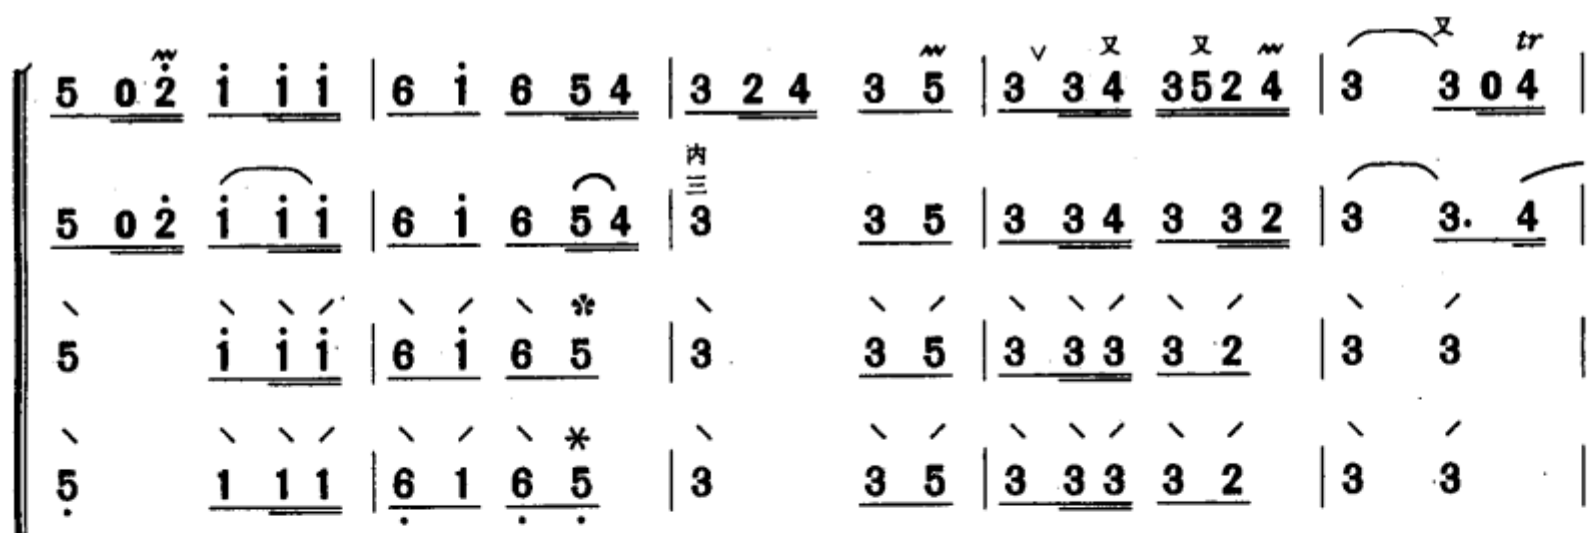 又 又 又 tr
5 0 2̇ i̇ i̇ i̇ | 6 i̇ 6 5 4 | 3 2 4 3 5 | 3 ∨ 3 4 3 5 2 4 | 3 3 0 4 |
内
三
5 0 2̇ i̇ i̇ i̇ | 6 i̇ 6 5 4 | 3 3 5 | 3 3 4 3 3 2 | 3 3. 4 |
5 i̇ i̇ i̇ | 6 i̇ 6 5 | 3 3 5 | 3 3 3 3 2 | 3 3 |
5̣ 1 1 1 | 6̣ 1 6̣ 5̣ | 3 3 5 | 3 3 3 3 2 | 3 3 |